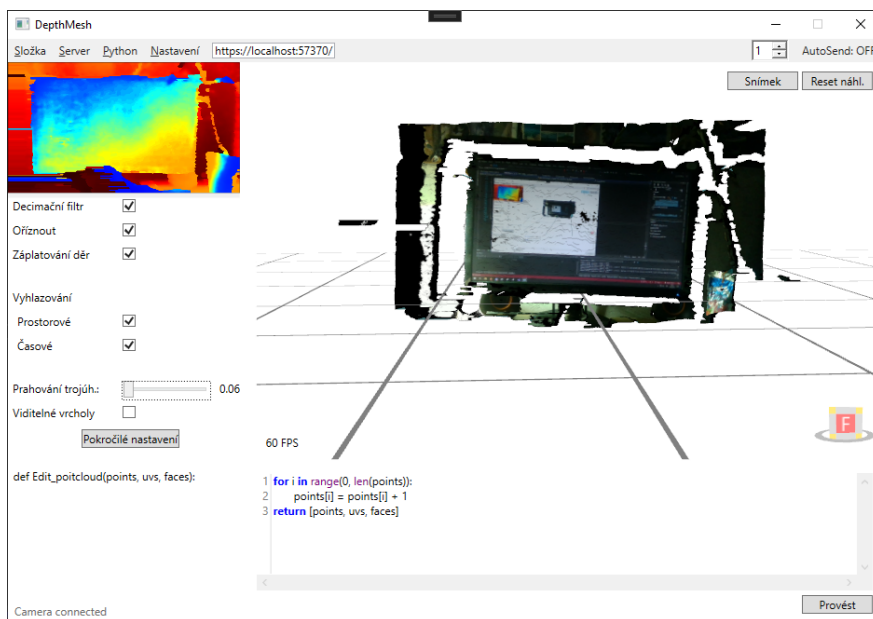 DepthMesh
Složka Server Python Nastavení https://localhost:57370/ 1 AutoSend: OFF
Snímek Reset náhl.
Decimační filtr
Oříznout
Záplatování děr
Vyhlazování
Prostorové
Časové
Prahování trojúh.: 0.06
Viditelné vrcholy
Pokročilé nastavení
60 FPS
F
def Edit_poitcloud(points, uvs, faces):
1 for i in range(0, len(points)):
2 points[i] = points[i] + 1
3 return [points, uvs, faces]
Provést
Camera connected